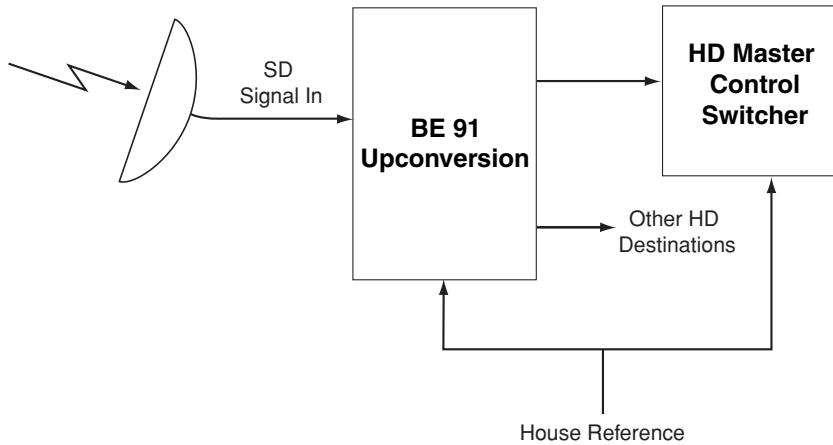 SD
Signal In
BE 91
Upconversion
HD Master
Control
Switcher
Other HD
Destinations
House Reference